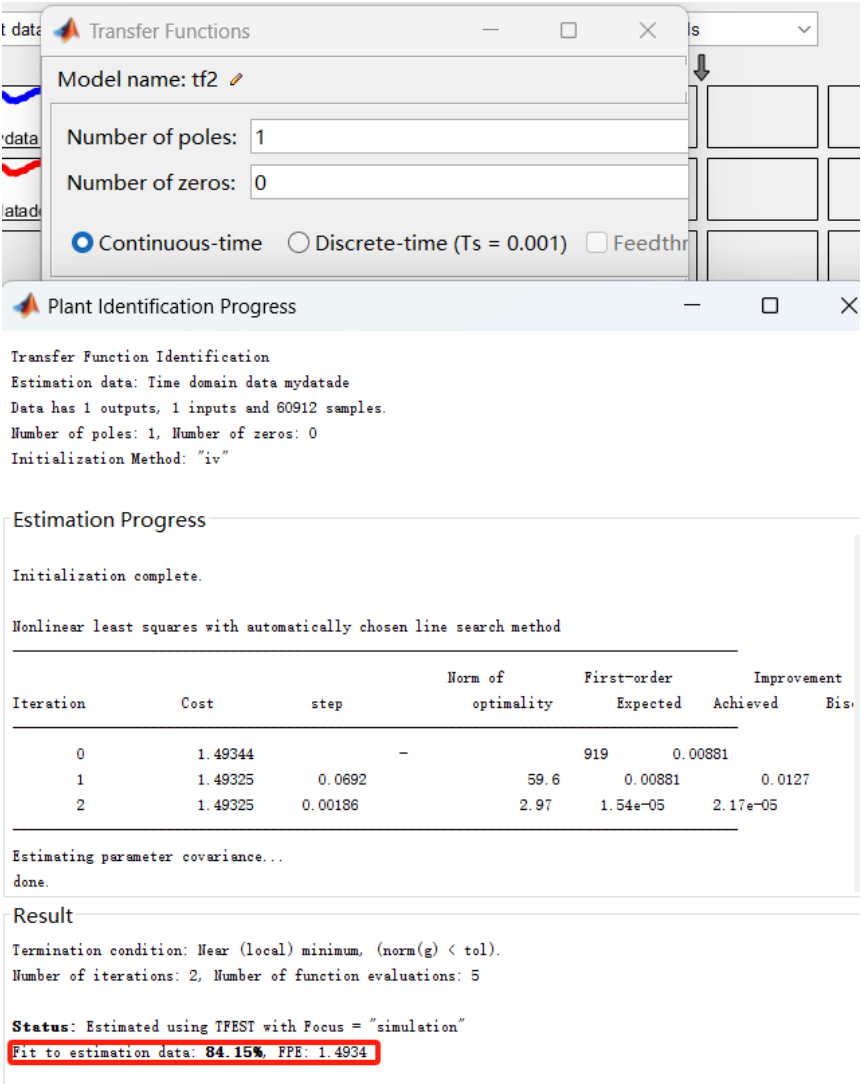 t data
Transfer Functions
ls
Model name: tf2
Number of poles: 1
data
Number of zeros: 0
latade
Continuous-time Discrete-time (Ts = 0.001) Feedthr
Plant Identification Progress
Transfer Function Identification
Estimation data: Time domain data mydatade
Data has 1 outputs, 1 inputs and 60912 samples.
Number of poles: 1, Number of zeros: 0
Initialization Method: "iv"
Estimation Progress
Initialization complete.
Nonlinear least squares with automatically chosen line search method
Norm of First-order Improvement
Iteration Cost step optimality Expected Achieved Bise
0 1.49344 - 919 0.00881
1 1.49325 0.0692 59.6 0.00881 0.0127
2 1.49325 0.00186 2.97 1.54e-05 2.17e-05
Estimating parameter covariance...
done.
Result
Termination condition: Near (local) minimum, (norm(g) < tol).
Number of iterations: 2, Number of function evaluations: 5
Status: Estimated using TFEST with Focus = "simulation"
Fit to estimation data: 84.15%, FPE: 1.4934